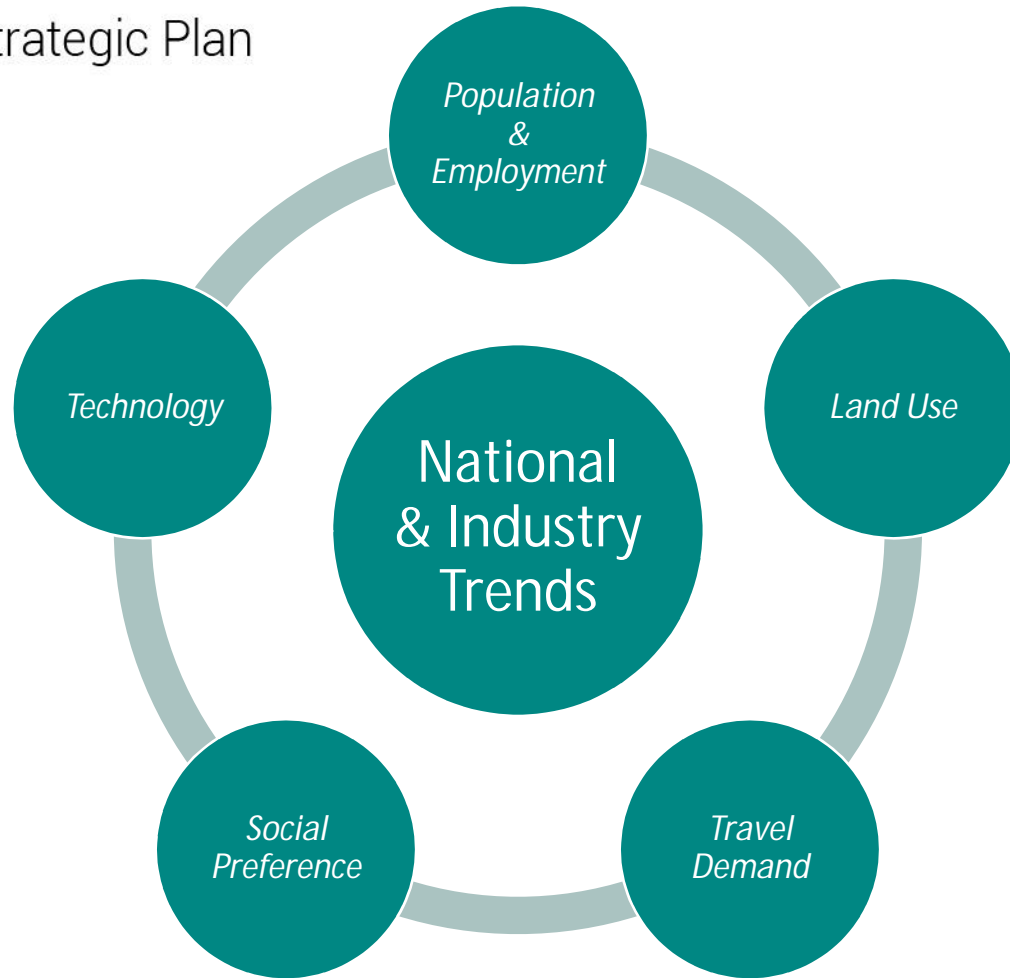 trategic Plan
Population
&
Employment
Technology
Land Use
National
& Industry
Trends
Social
Preference
Travel
Demand